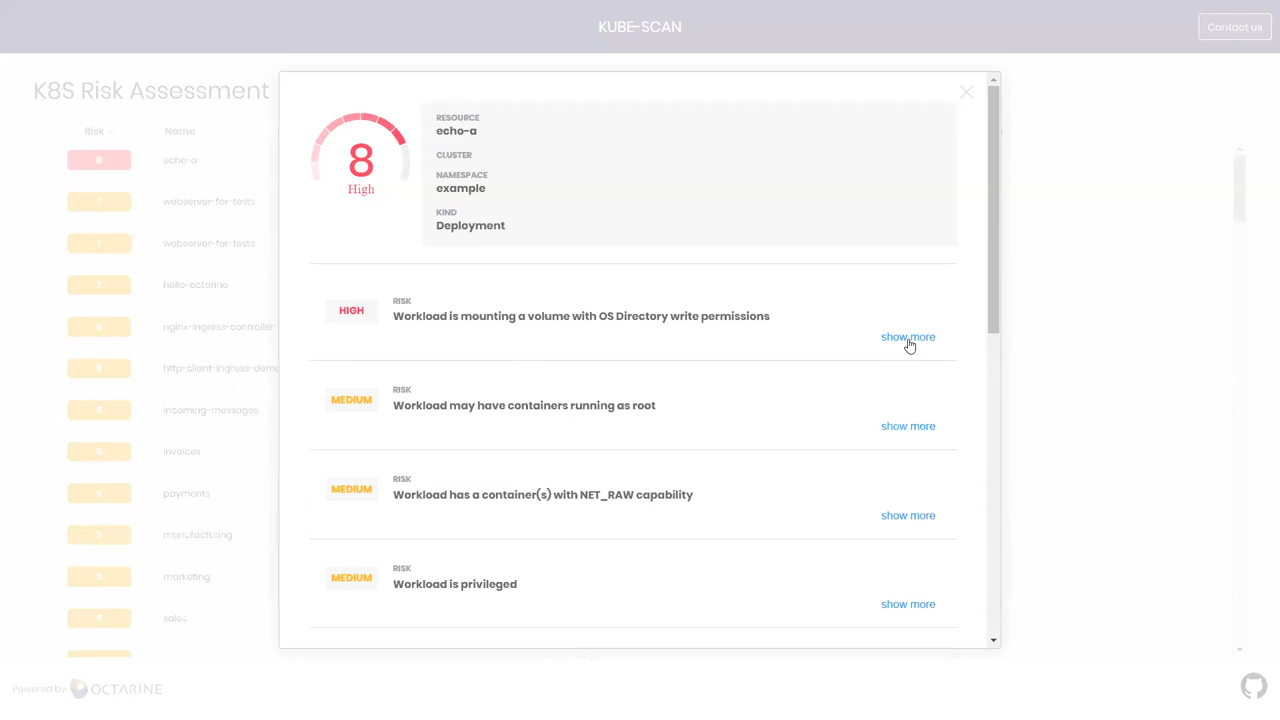 KUBE-SCAN
Contact us
K8S Risk Assessment
Risk
Name
8
echo-a
7
webserver-for-tests
webserver-for-tests
7
hello-octarine
6
nginx-ingress-controller
http-client-ingress-demo
incoming-messages
invoices
payments
manufacturing
marketing
sales
8
High
RESOURCE
echo-a
CLUSTER
NAMESPACE
example
KIND
Deployment
HIGH
RISK
Workload is mounting a volume with OS Directory write permissions
show more
MEDIUM
RISK
Workload may have containers running as root
show more
MEDIUM
RISK
Workload has a container(s) with NET_RAW capability
show more
MEDIUM
RISK
Workload is privileged
show more
Powered by OCTARINE